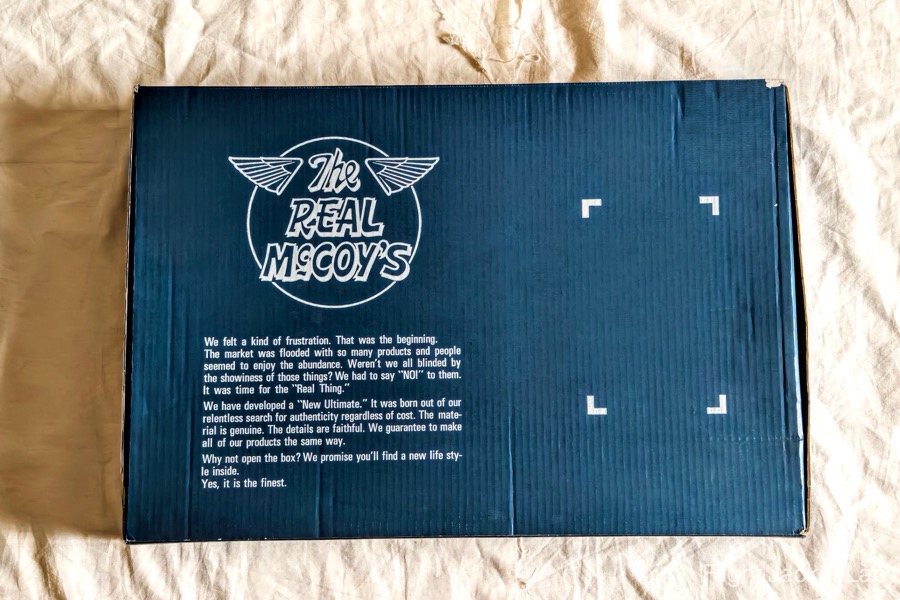 The
REAL
McCOY'S
We felt a kind of frustration. That was the beginning.
The market was flooded with so many products and people
seemed to enjoy the abundance. Weren't we all blinded by
the showiness of those things? We had to say "NO!" to them.
It was time for the "Real Thing."
We have developed a "New Ultimate." It was born out of our
relentless search for authenticity regardless of cost. The mate-
rial is genuine. The details are faithful. We guarantee to make
all of our products the same way.
Why not open the box? We promise you'll find a new life sty-
le inside.
Yes, it is the finest.